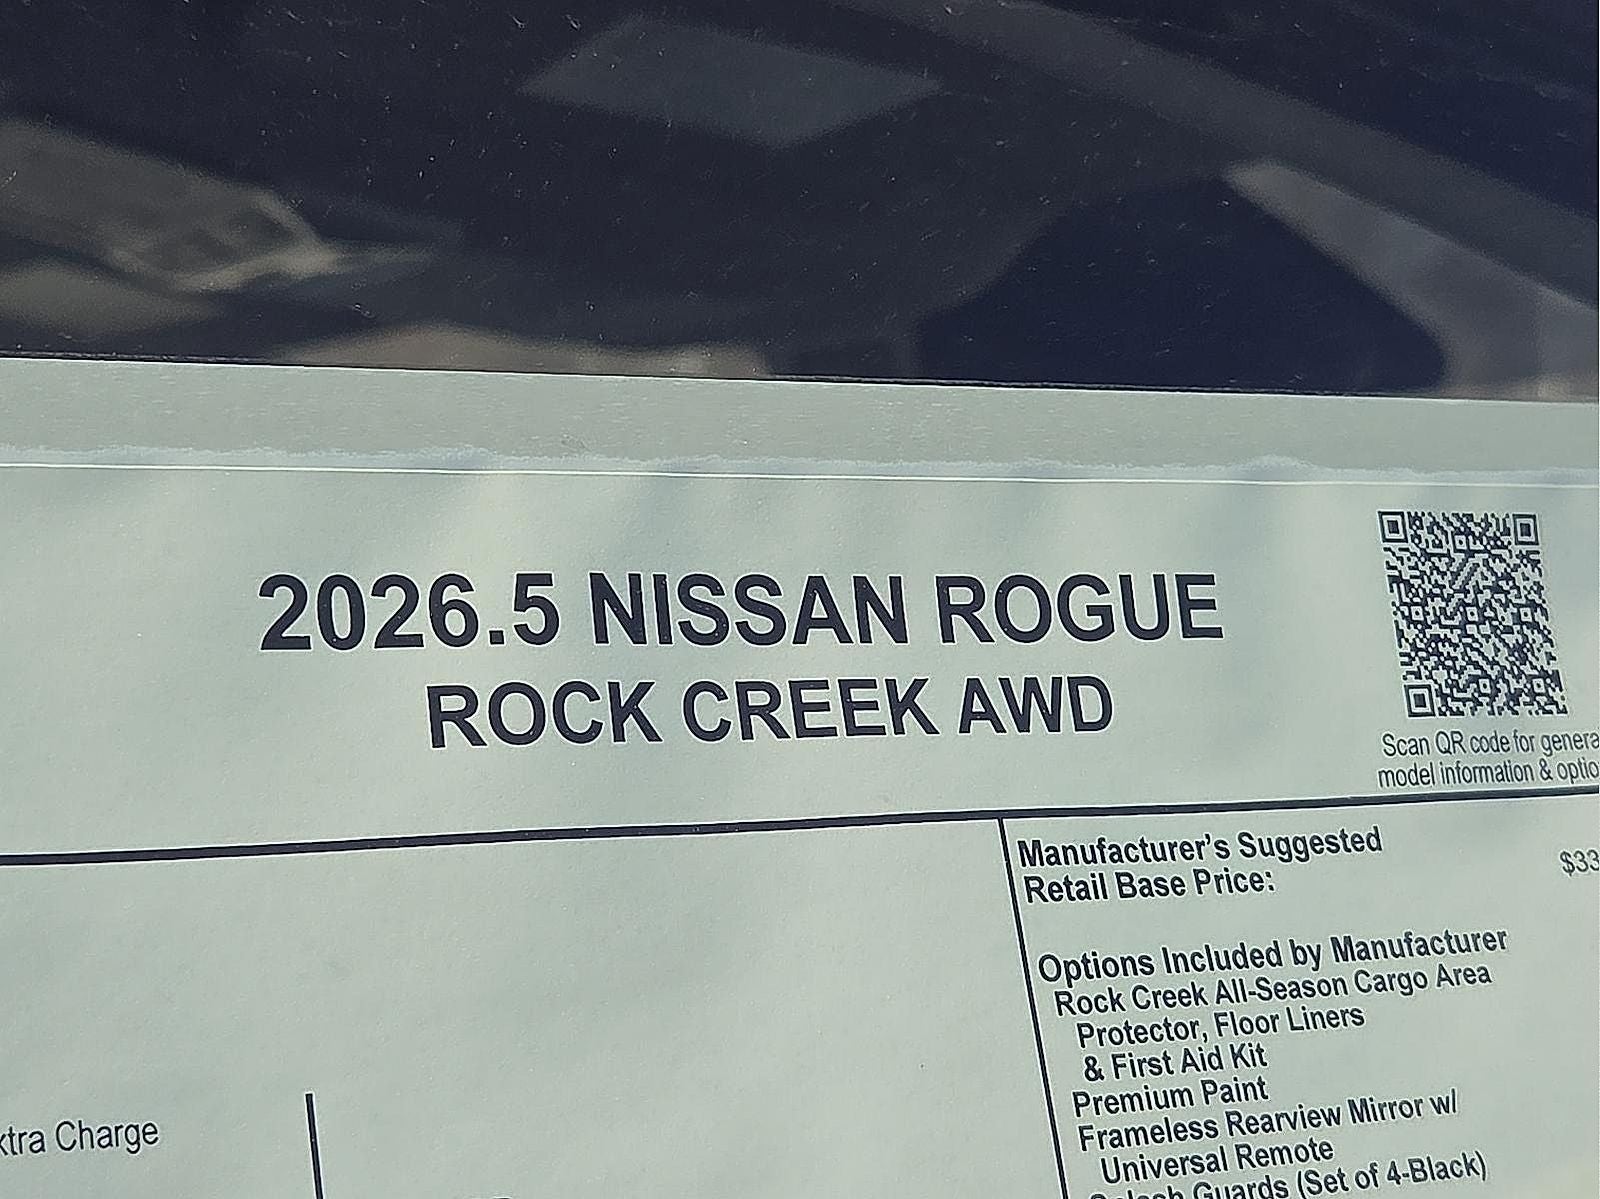 2026.5 NISSAN ROGUE
ROCK CREEK AWD
Scan QR code for genera
model information & optio
Manufacturer's Suggested
Retail Base Price:
$33
Options Included by Manufacturer
Rock Creek All-Season Cargo Area
Protector, Floor Liners
& First Aid Kit
Premium Paint
Frameless Rearview Mirror w/
Universal Remote
Splash Guards (Set of 4-Black)
xtra Charge